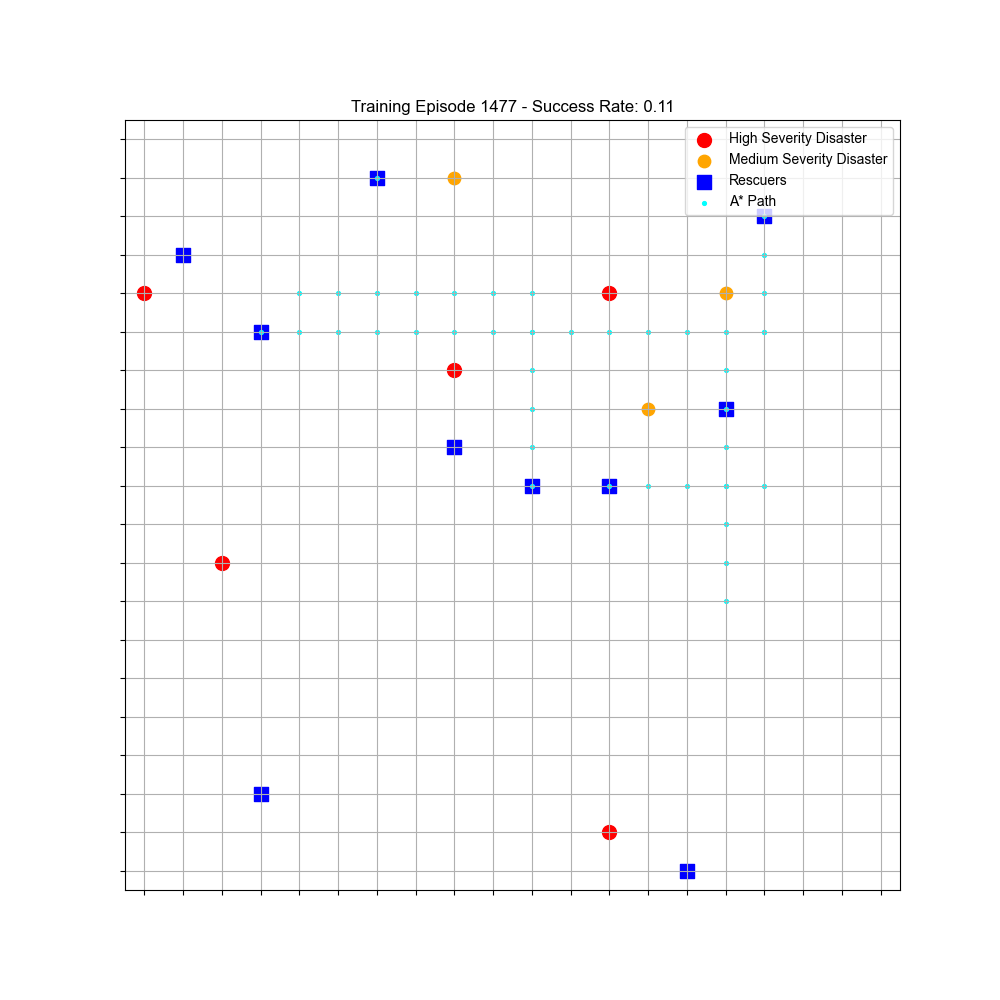 Training Episode 1477 - Success Rate: 0.11
High Severity Disaster
Medium Severity Disaster
Rescuers
A* Path